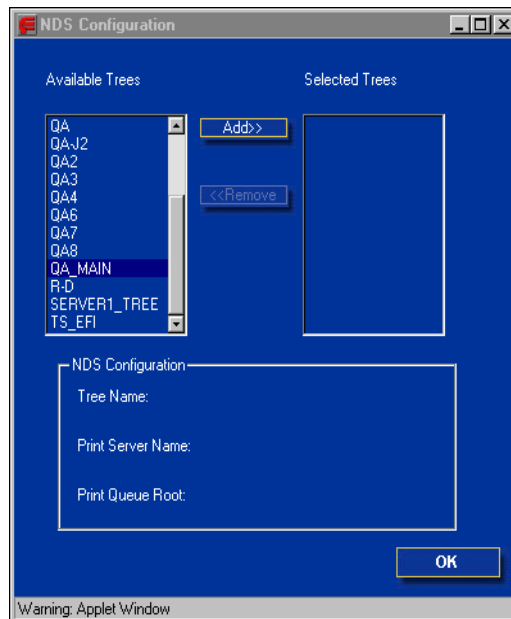 NDS Configuration
Available Trees
Selected Trees
QA
QA-J2
QA2
QA3
QA4
QA6
QA7
QA8
QA_MAIN
R-D
SERVER1_TREE
TS_EFI
Add>>
<<Remove
NDS Configuration
Tree Name:
Print Server Name:
Print Queue Root:
OK
Warning: Applet Window